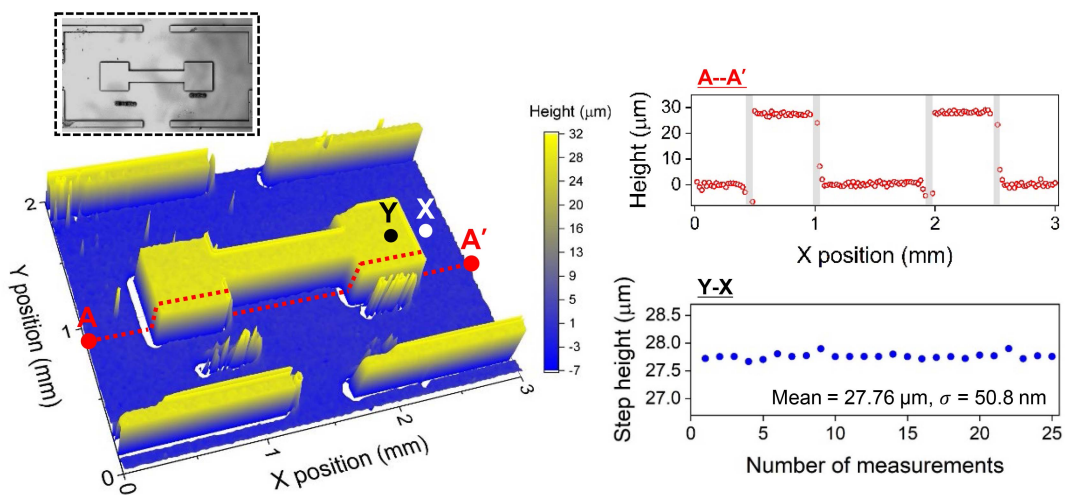 Height (μm)
32
28
24
20
16
13
9
5
1
-3
-7
Y
X
A
A′
2
1
0
Y position (mm)
0
1
2
3
X position (mm)
A--A′
Height (μm)
30
20
10
0
0
1
2
3
X position (mm)
Y-X
Step height (μm)
28.5
28.0
27.5
27.0
Mean = 27.76 μm, σ = 50.8 nm
0
5
10
15
20
25
Number of measurements